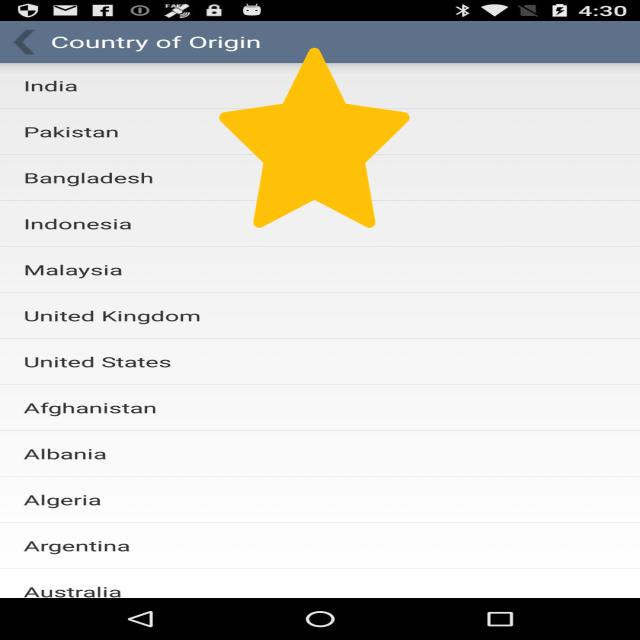 4:30
Country of Origin
India
Pakistan
Bangladesh
Indonesia
Malaysia
United Kingdom
United States
Afghanistan
Albania
Algeria
Argentina
Australia